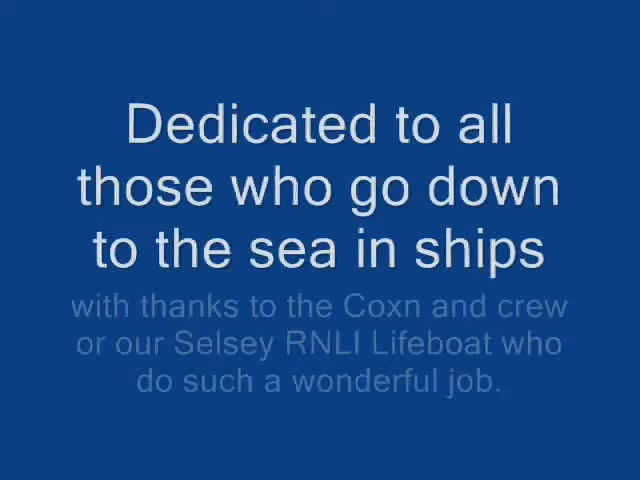 Dedicated to all
those who go down
to the sea in ships
with thanks to the Coxn and crew
or our Selsey RNLI Lifeboat who
do such a wonderful job.